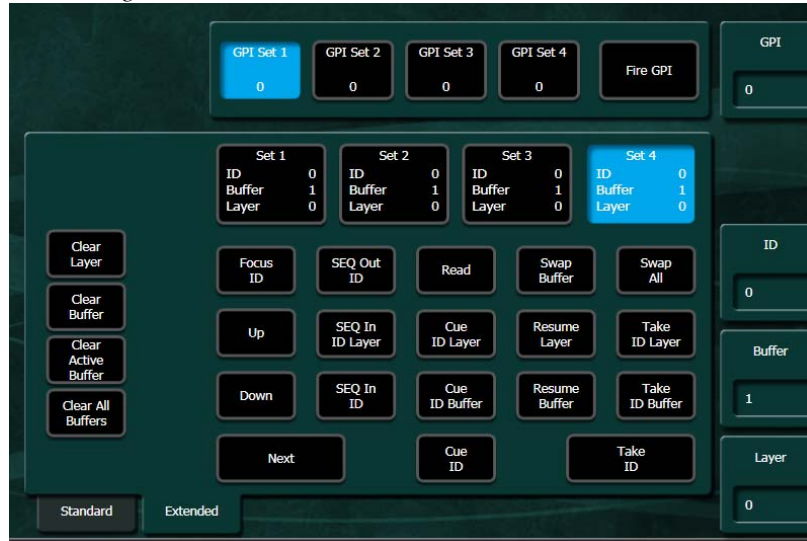 GPI Set 1
0
GPI Set 2
0
GPI Set 3
0
GPI Set 4
0
Fire GPI
GPI
0
Set 1
ID 0
Buffer 1
Layer 0
Set 2
ID 0
Buffer 1
Layer 0
Set 3
ID 0
Buffer 1
Layer 0
Set 4
ID 0
Buffer 1
Layer 0
Clear
Layer
Clear
Buffer
Clear
Active
Buffer
Clear All
Buffers
Focus
ID
SEQ Out
ID
Read
Swap
Buffer
Swap
All
Up
SEQ In
ID Layer
Cue
ID Layer
Resume
Layer
Take
ID Layer
Down
SEQ In
ID
Cue
ID Buffer
Resume
Buffer
Take
ID Buffer
Next
Cue
ID
Take
ID
ID
0
Buffer
1
Layer
0
Standard
Extended